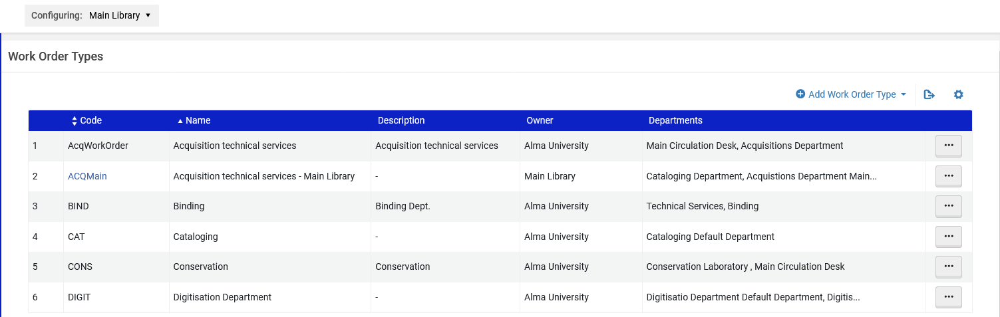 Configuring: Main Library
Work Order Types
Add Work Order Type
Code Name Description Owner Departments
1 AcqWorkOrder Acquisition technical services Acquisition technical services Alma University Main Circulation Desk, Acquisitions Department
2 ACQMain Acquisition technical services - Main Library - Main Library Cataloging Department, Acquistions Department Main...
3 BIND Binding Binding Dept. Alma University Technical Services, Binding
4 CAT Cataloging - Alma University Cataloging Default Department
5 CONS Conservation Conservation Alma University Conservation Laboratory , Main Circulation Desk
6 DIGIT Digitisation Department - Alma University Digitisatio Department Default Department, Digitis...